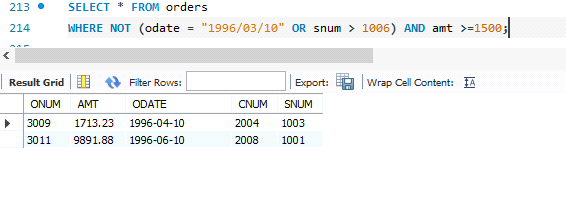 213 SELECT * FROM orders
214 WHERE NOT (odate = "1996/03/10" OR snum > 1006) AND amt >=1500;
215
Result Grid Filter Rows: Export: Wrap Cell Content: IA
ONUM AMT ODATE CNUM SNUM
3009 1713.23 1996-04-10 2004 1003
3011 9891.88 1996-06-10 2008 1001